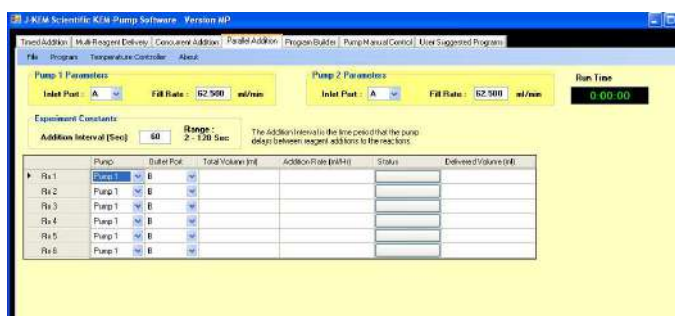 J-KEM Scientific KEM-Pump Software Version MP
Timed Addition Multi-Reagent Delivery Concurrent Addition Parallel Addition Program Builder Pump Manual Control User Suggested Programs
File Program Temperature Controller About
Pump 1 Parameters
Inlet Port : A Fill Rate : 62.500 ml/min
Pump 2 Parameters
Inlet Port : A Fill Rate : 62.500 ml/min
Run Time
0:00:00
Experiment Constants
Addition Interval (Sec) 60 Range : 2 - 120 Sec
The Addition Interval is the time period that the pump
delays between reagent additions to the reactions.
Pump Outlet Port Total Volume (ml) Addition Rate (ml/Hr) Status Delivered Volume (ml)
Rx 1 Pump 1 B
Rx 2 Pump 1 B
Rx 3 Pump 1 B
Rx 4 Pump 1 B
Rx 5 Pump 1 B
Rx 6 Pump 1 B